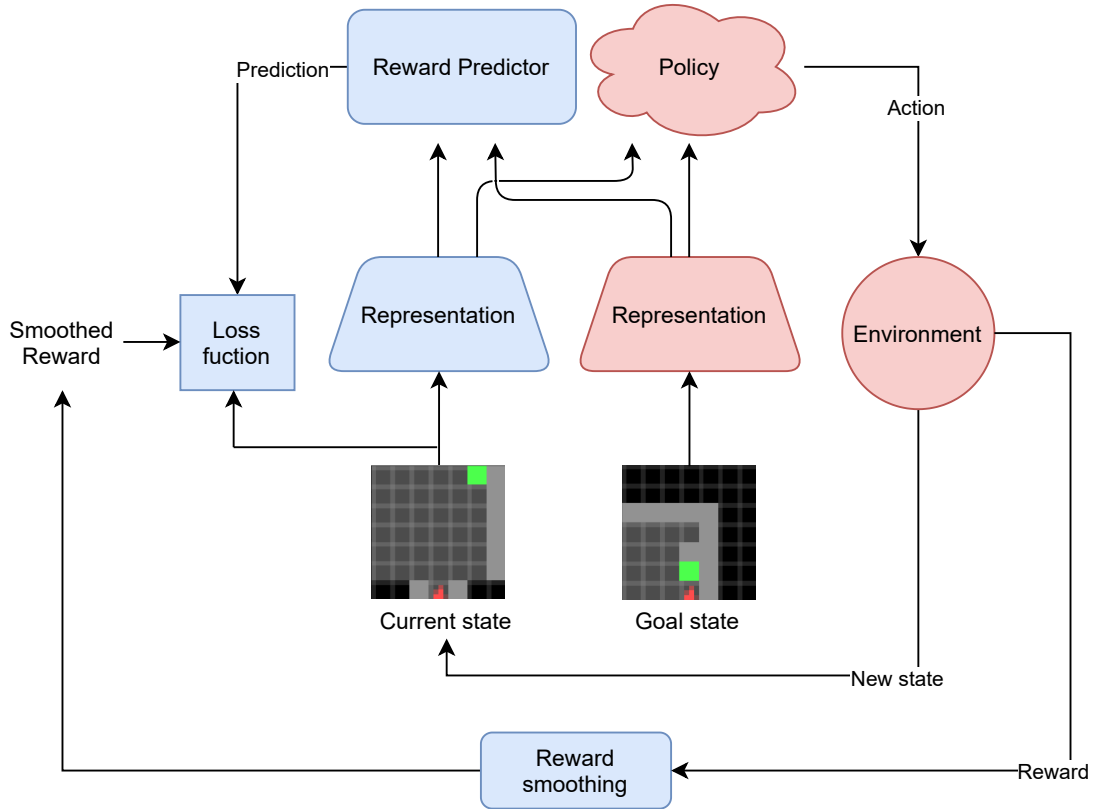 Prediction
Reward Predictor
Policy
Action
Smoothed
Reward
Loss
fuction
Representation
Representation
Environment
Current state
Goal state
New state
Reward
smoothing
Reward